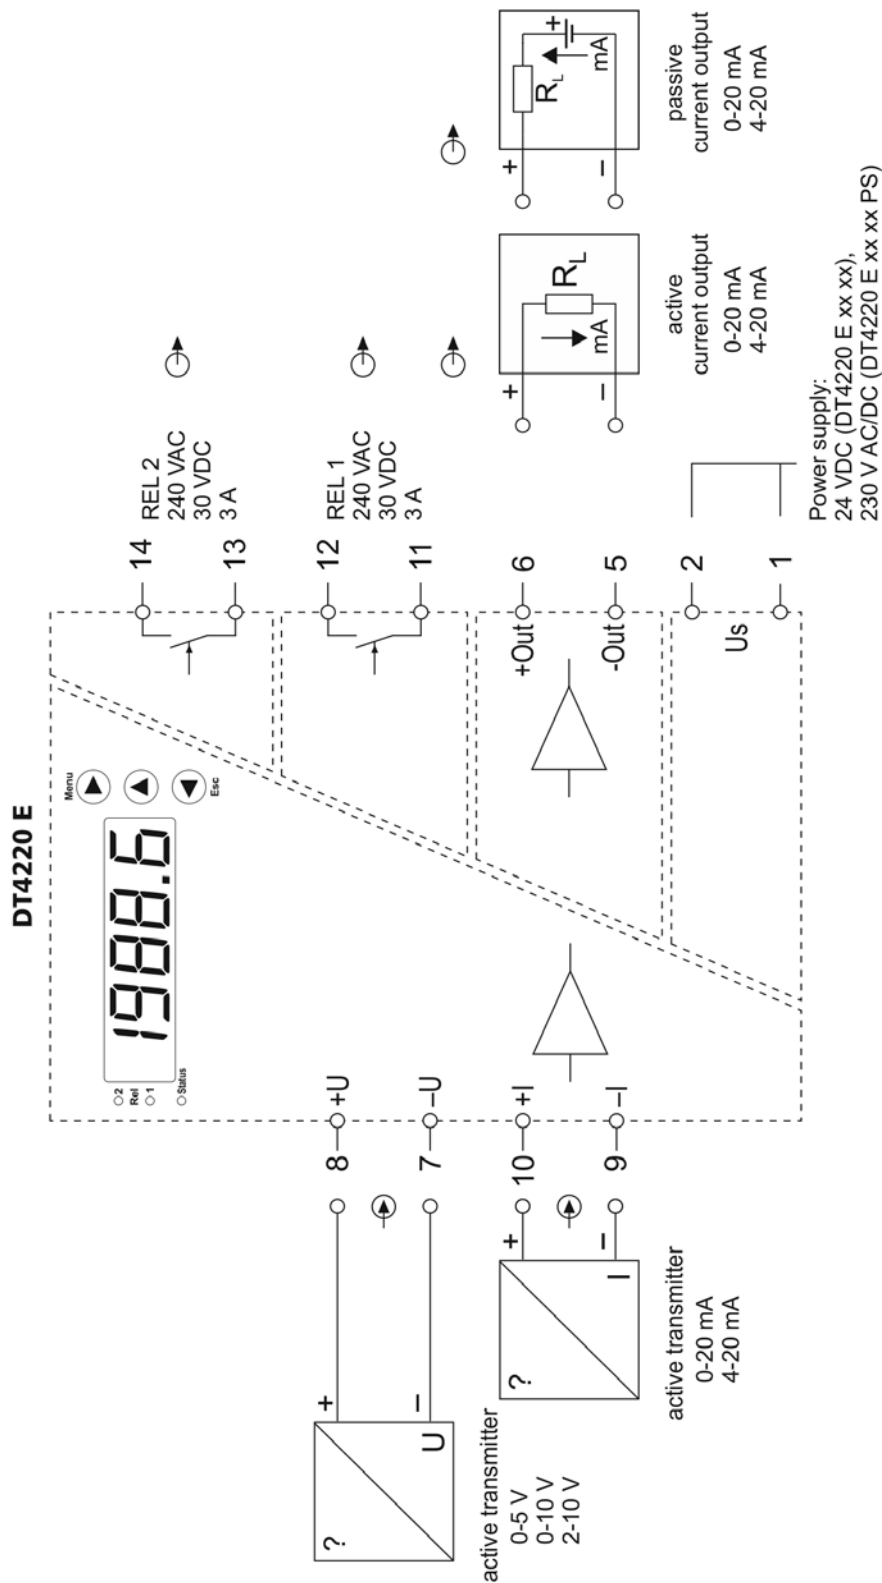 DT4220 E
2
Rel
1
Status
1988.6
Menu
Esc
14
13
REL 2
240 VAC
30 VDC
3 A
12
11
REL 1
240 VAC
30 VDC
3 A
?
U
+
–
8
7
+U
–U
active transmitter
0-5 V
0-10 V
2-10 V
?
I
+
–
10
9
+I
–I
active transmitter
0-20 mA
4-20 mA
+Out
-Out
6
5
+
–
mA
RL
active
current output
0-20 mA
4-20 mA
+
–
RL
+
mA
passive
current output
0-20 mA
4-20 mA
Us
2
1
Power supply:
24 VDC (DT4220 E xx xx),
230 V AC/DC (DT4220 E xx xx PS)